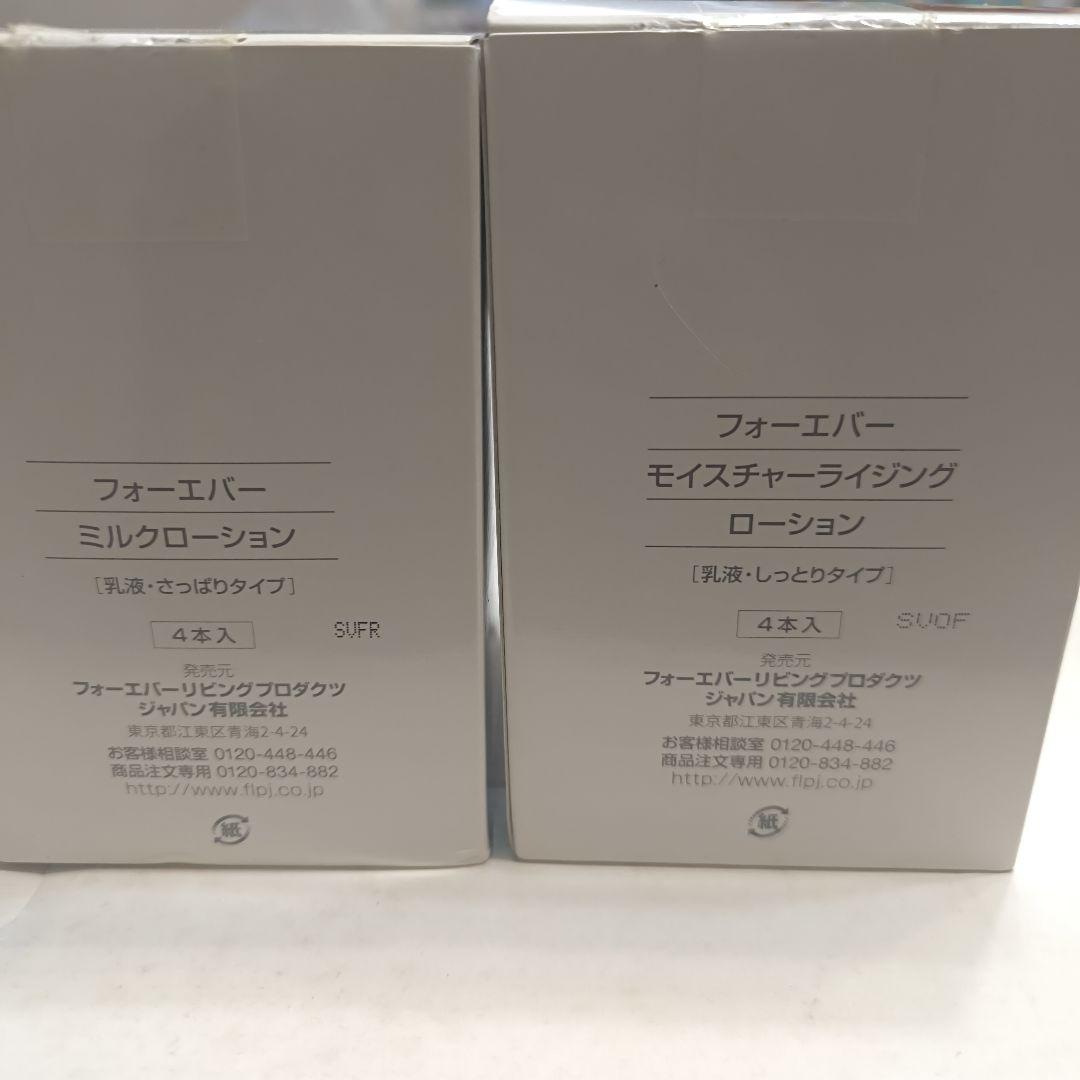 フォーエバー
ミルクローション
[乳液・さっぱりタイプ]
4本入
SVFR
発売元
フォーエバーリビングプロダクツ
ジャパン有限会社
東京都江東区青海2-4-24
お客様相談室 0120-448-446
商品注文専用 0120-834-882
http://www.flpj.co.jp
紙
フォーエバー
モイスチャーライジング
ローション
[乳液・しっとりタイプ]
4本入
SVOF
発売元
フォーエバーリビングプロダクツ
ジャパン有限会社
東京都江東区青海2-4-24
お客様相談室 0120-448-446
商品注文専用 0120-834-882
http://www.flpj.co.jp
紙